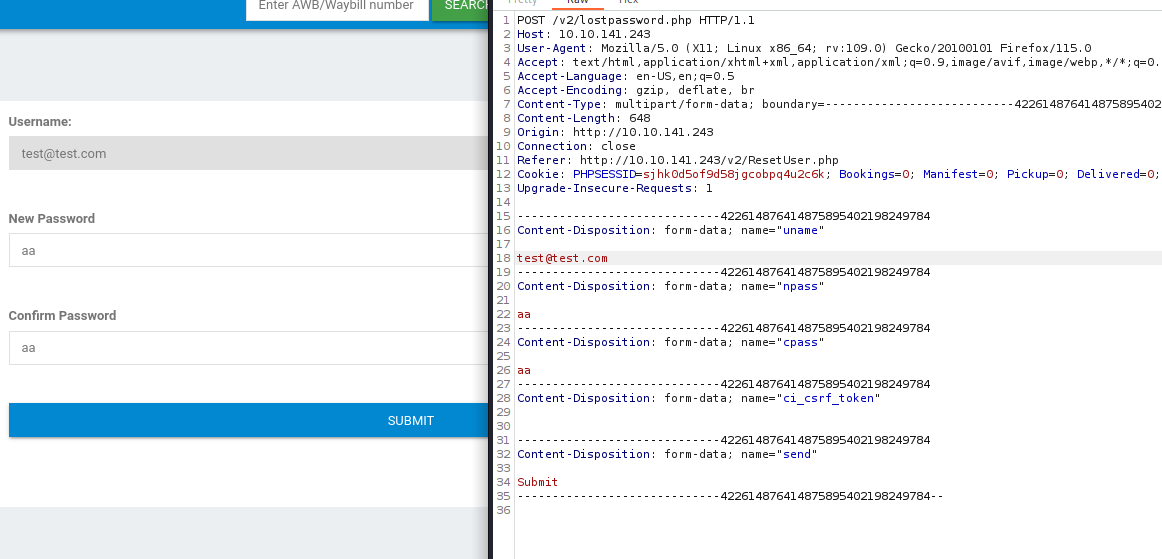 Enter AWB/Waybill number
SEARC
Username:
test@test.com
New Password
aa
Confirm Password
aa
SUBMIT
Pretty Raw Hex
1 POST /v2/lostpassword.php HTTP/1.1
2 Host: 10.10.141.243
3 User-Agent: Mozilla/5.0 (X11; Linux x86_64; rv:109.0) Gecko/20100101 Firefox/115.0
4 Accept: text/html,application/xhtml+xml,application/xml;q=0.9,image/avif,image/webp,*/*;q=0.
5 Accept-Language: en-US,en;q=0.5
6 Accept-Encoding: gzip, deflate, br
7 Content-Type: multipart/form-data; boundary=---------------------------422614876414875895402
8 Content-Length: 648
9 Origin: http://10.10.141.243
10 Connection: close
11 Referer: http://10.10.141.243/v2/ResetUser.php
12 Cookie: PHPSESSID=sjhk0d5of9d58jgcobpq4u2c6k; Bookings=0; Manifest=0; Pickup=0; Delivered=0;
13 Upgrade-Insecure-Requests: 1
14
15 -----------------------------422614876414875895402198249784
16 Content-Disposition: form-data; name="uname"
17
18 test@test.com
19 -----------------------------422614876414875895402198249784
20 Content-Disposition: form-data; name="npass"
21
22 aa
23 -----------------------------422614876414875895402198249784
24 Content-Disposition: form-data; name="cpass"
25
26 aa
27 -----------------------------422614876414875895402198249784
28 Content-Disposition: form-data; name="ci_csrf_token"
29
30
31 -----------------------------422614876414875895402198249784
32 Content-Disposition: form-data; name="send"
33
34 Submit
35 -----------------------------422614876414875895402198249784--
36